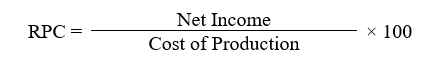 RPC = Net Income / Cost of Production × 100